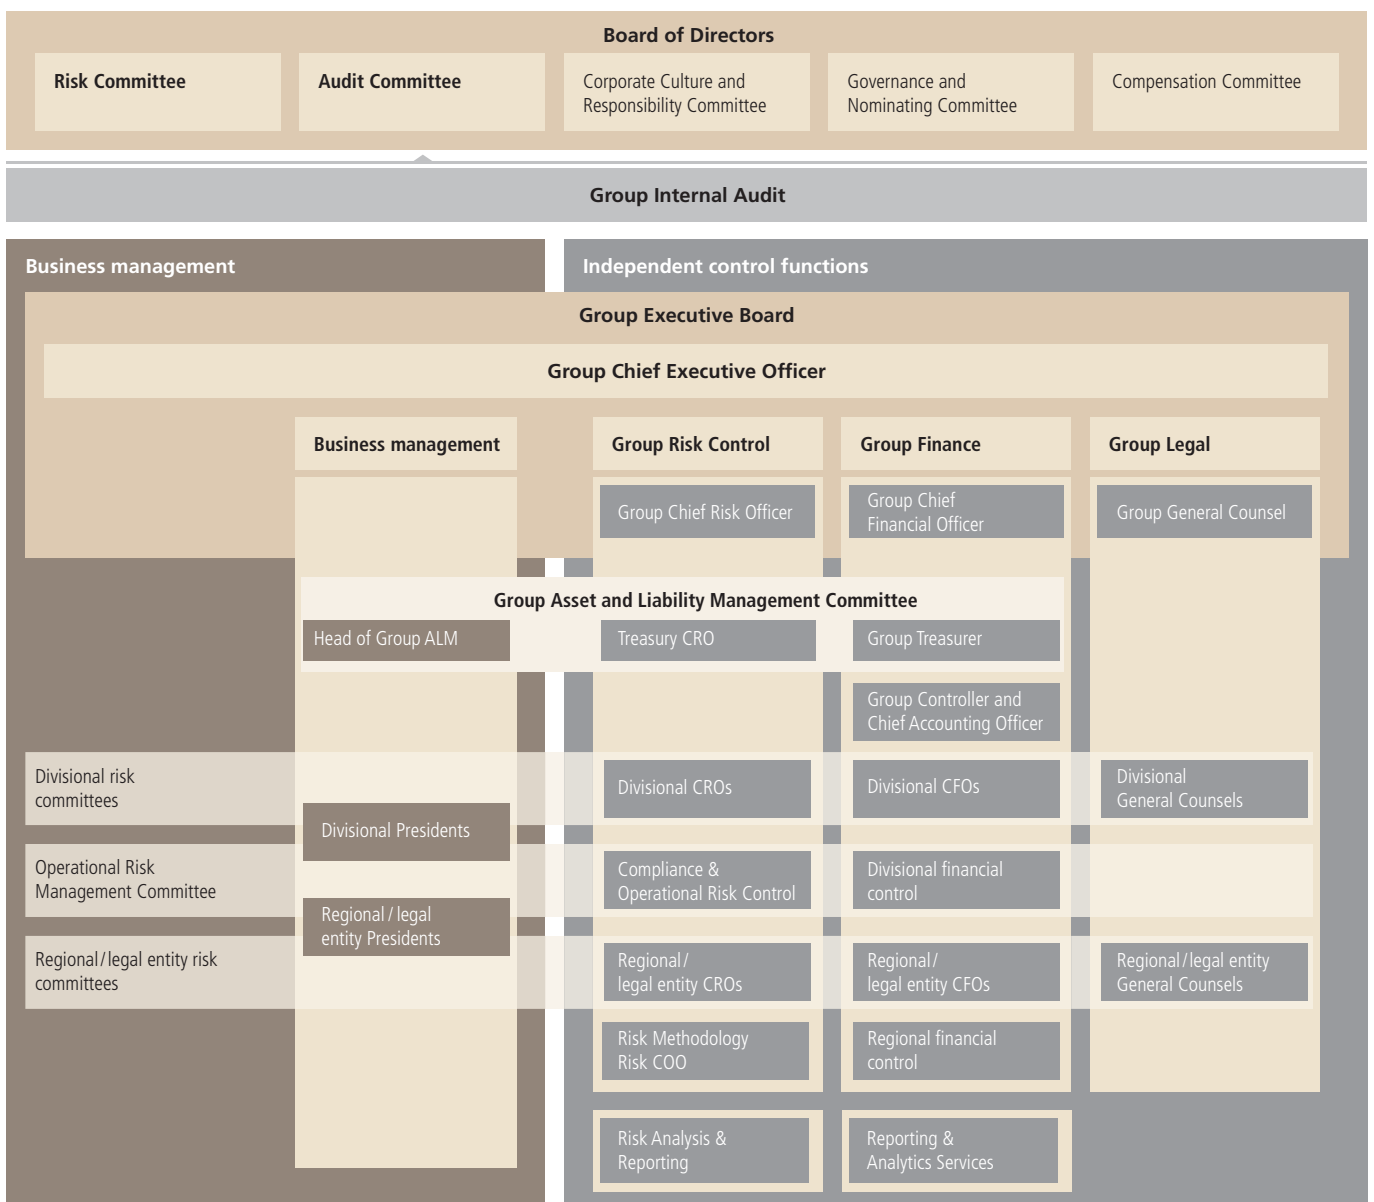 Board of Directors
Risk Committee
Audit Committee
Corporate Culture and
Responsibility Committee
Governance and
Nominating Committee
Compensation Committee
Group Internal Audit
Business management
Independent control functions
Group Executive Board
Group Chief Executive Officer
Business management
Group Risk Control
Group Finance
Group Legal
Group Chief Risk Officer
Group Chief
Financial Officer
Group General Counsel
Group Asset and Liability Management Committee
Head of Group ALM
Treasury CRO
Group Treasurer
Group Controller and
Chief Accounting Officer
Divisional risk
committees
Divisional Presidents
Divisional CROs
Divisional CFOs
Divisional
General Counsels
Operational Risk
Management Committee
Compliance &
Operational Risk Control
Divisional financial
control
Regional / legal
entity Presidents
Regional/legal entity risk
committees
Regional/
legal entity CROs
Regional/
legal entity CFOs
Regional/legal entity
General Counsels
Risk Methodology
Risk COO
Regional financial
control
Risk Analysis &
Reporting
Reporting &
Analytics Services